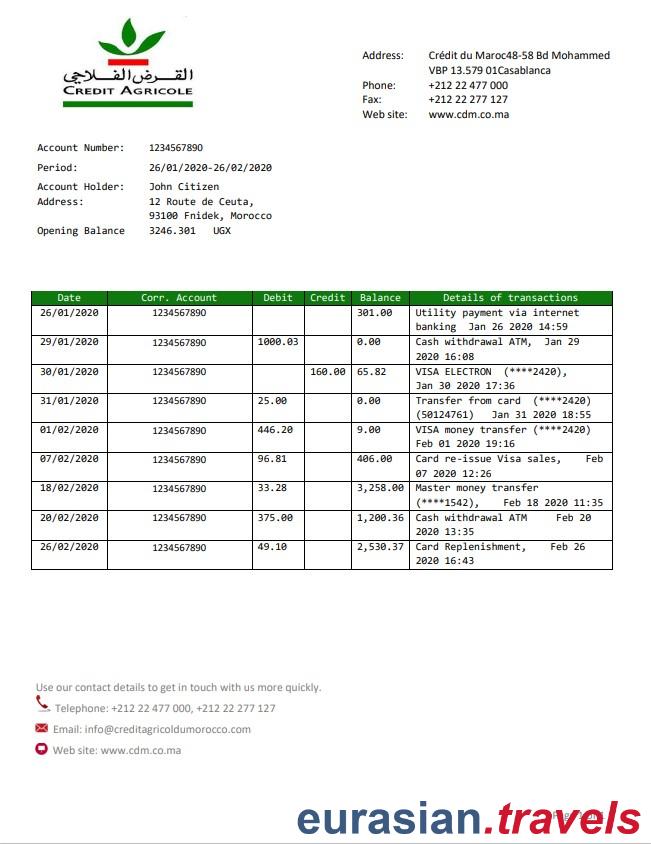 القرض الفلاحي
CREDIT AGRICOLE
Address: Crédit du Maroc48-58 Bd Mohammed
VBP 13.579 01Casablanca
Phone: +212 22 477 000
Fax: +212 22 277 127
Web site: www.cdm.co.ma
Account Number: 1234567890
Period: 26/01/2020-26/02/2020
Account Holder: John Citizen
Address: 12 Route de Ceuta,
93100 Fnidek, Morocco
Opening Balance 3246.301 UGX
Date Corr. Account Debit Credit Balance Details of transactions
26/01/2020 1234567890 301.00 Utility payment via internet
banking Jan 26 2020 14:59
29/01/2020 1234567890 1000.03 0.00 Cash withdrawal ATM, Jan 29
2020 16:08
30/01/2020 1234567890 160.00 65.82 VISA ELECTRON (****2420),
Jan 30 2020 17:36
31/01/2020 1234567890 25.00 0.00 Transfer from card (****2420)
(50124761) Jan 31 2020 18:55
01/02/2020 1234567890 446.20 9.00 VISA money transfer (****2420)
Feb 01 2020 19:16
07/02/2020 1234567890 96.81 406.00 Card re-issue Visa sales, Feb
07 2020 12:26
18/02/2020 1234567890 33.28 3,258.00 Master money transfer
(****1542), Feb 18 2020 11:35
20/02/2020 1234567890 375.00 1,200.36 Cash withdrawal ATM Feb 20
2020 13:35
26/02/2020 1234567890 49.10 2,530.37 Card Replenishment, Feb 26
2020 16:43
Use our contact details to get in touch with us more quickly.
Telephone: +212 22 477 000, +212 22 277 127
Email: info@creditagricoldumorocco.com
Web site: www.cdm.co.ma
eurasian.travels